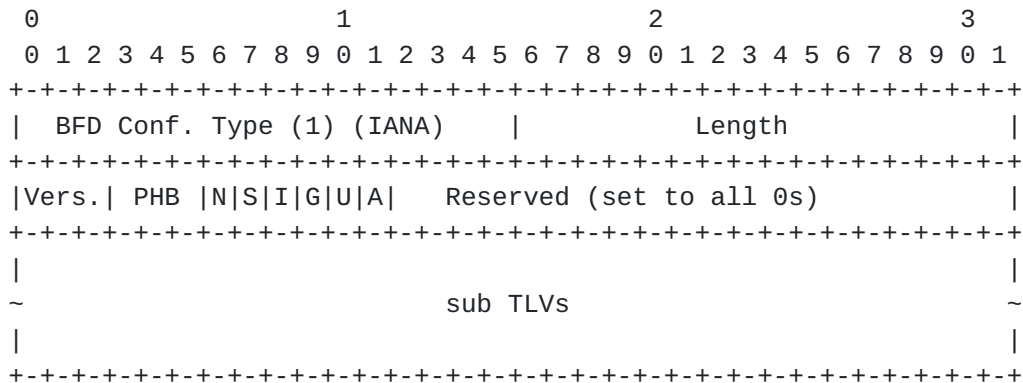 0                   1                   2                   3
 0 1 2 3 4 5 6 7 8 9 0 1 2 3 4 5 6 7 8 9 0 1 2 3 4 5 6 7 8 9 0 1
+-+-+-+-+-+-+-+-+-+-+-+-+-+-+-+-+-+-+-+-+-+-+-+-+-+-+-+-+-+-+-+-+
|  BFD Conf. Type (1) (IANA)    |           Length              |
+-+-+-+-+-+-+-+-+-+-+-+-+-+-+-+-+-+-+-+-+-+-+-+-+-+-+-+-+-+-+-+-+
|Vers.| PHB |N|S|I|G|U|A|   Reserved (set to all 0s)            |
+-+-+-+-+-+-+-+-+-+-+-+-+-+-+-+-+-+-+-+-+-+-+-+-+-+-+-+-+-+-+-+-+
|                                                               |
~                           sub TLVs                            ~
|                                                               |
+-+-+-+-+-+-+-+-+-+-+-+-+-+-+-+-+-+-+-+-+-+-+-+-+-+-+-+-+-+-+-+-+